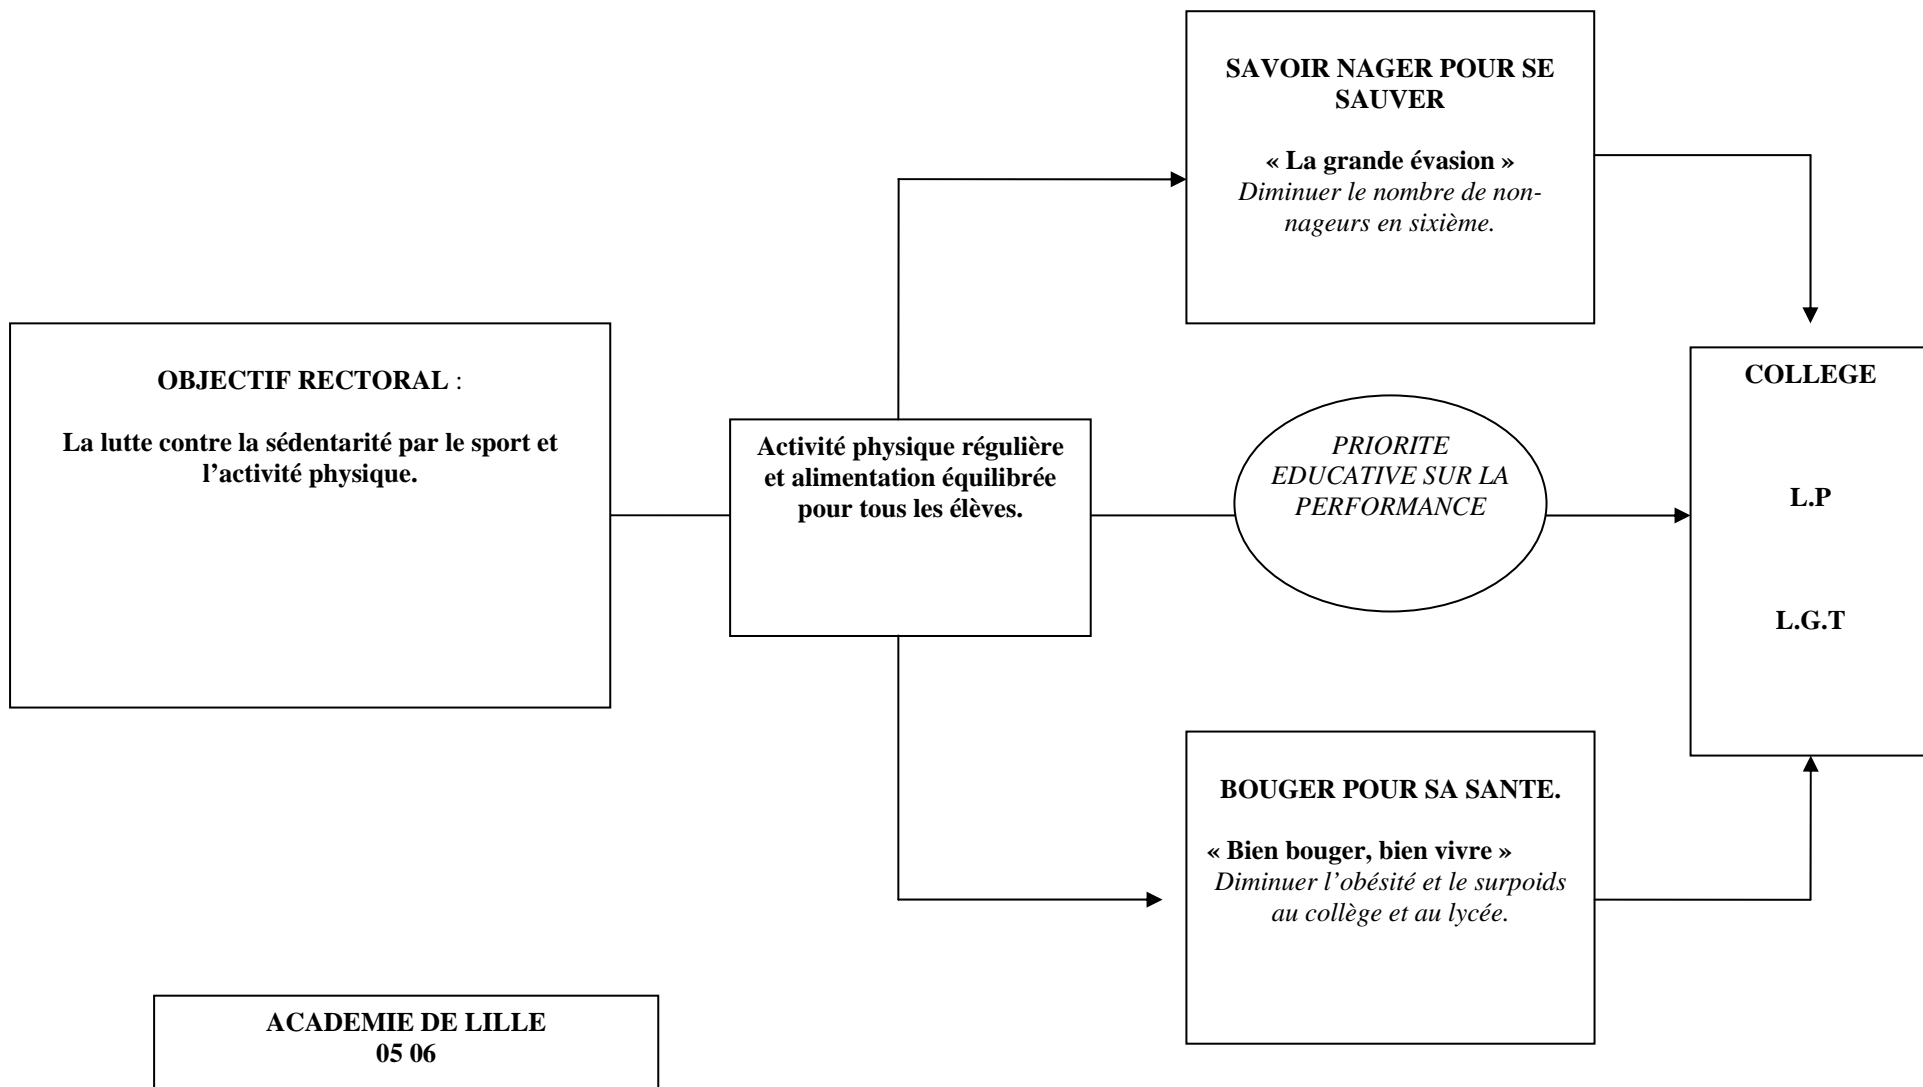 SAVOIR NAGER POUR SE
SAUVER
« La grande évasion »
Diminuer le nombre de non-
nageurs en sixième.
OBJECTIF RECTORAL :
La lutte contre la sédentarité par le sport et
l’activité physique.
Activité physique régulière
et alimentation équilibrée
pour tous les élèves.
PRIORITE
EDUCATIVE SUR LA
PERFORMANCE
COLLEGE
L.P
L.G.T
BOUGER POUR SA SANTE.
« Bien bouger, bien vivre »
Diminuer l’obésité et le surpoids
au collège et au lycée.
ACADEMIE DE LILLE
05 06